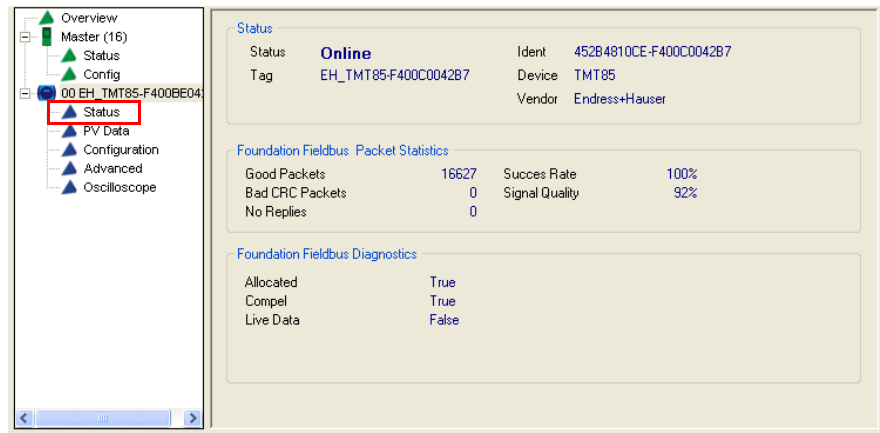 Overview
Master (16)
Status
Config
00 EH_TMT85-F400BE04
Status
PV Data
Configuration
Advanced
Oscilloscope
Status
Status Online Ident 452B4810CE-F400C0042B7
Tag EH_TMT85-F400C0042B7 Device TMT85
Vendor Endress+Hauser
Foundation Fieldbus Packet Statistics
Good Packets 16627 Succes Rate 100%
Bad CRC Packets 0 Signal Quality 92%
No Replies 0
Foundation Fieldbus Diagnostics
Allocated True
Compel True
Live Data False